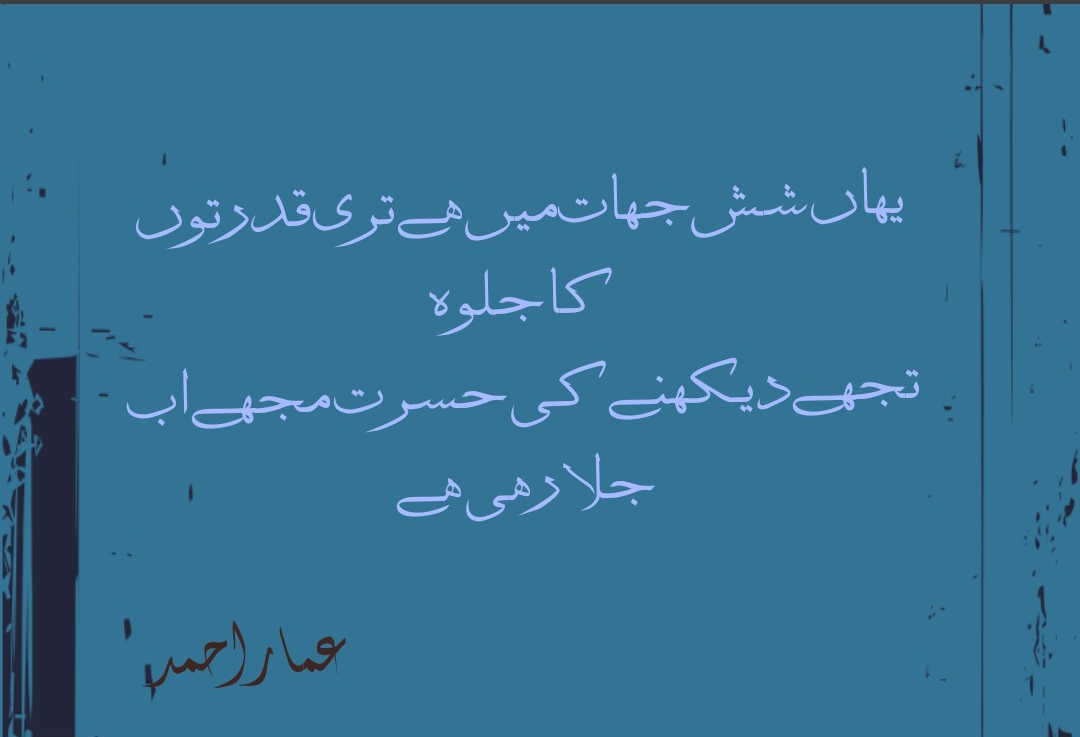 یہاں شش جہات میں ہے تری قدرتوں
کا جلوہ
تجھے دیکھنے کی حسرت مجھے اب
جلا رہی ہے
عمار احمد